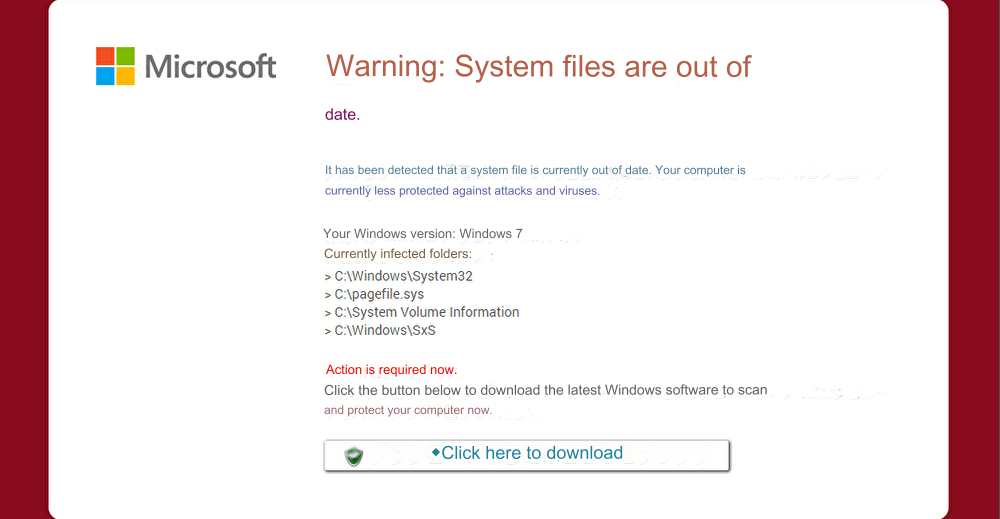 Microsoft
Warning: System files are out of
date.
It has been detected that a system file is currently out of date. Your computer is
currently less protected against attacks and viruses.
Your Windows version: Windows 7
Currently infected folders:
> C:\Windows\System32
> C:\pagefile.sys
> C:\System Volume Information
> C:\Windows\SxS
Action is required now.
Click the button below to download the latest Windows software to scan
and protect your computer now.
◆Click here to download